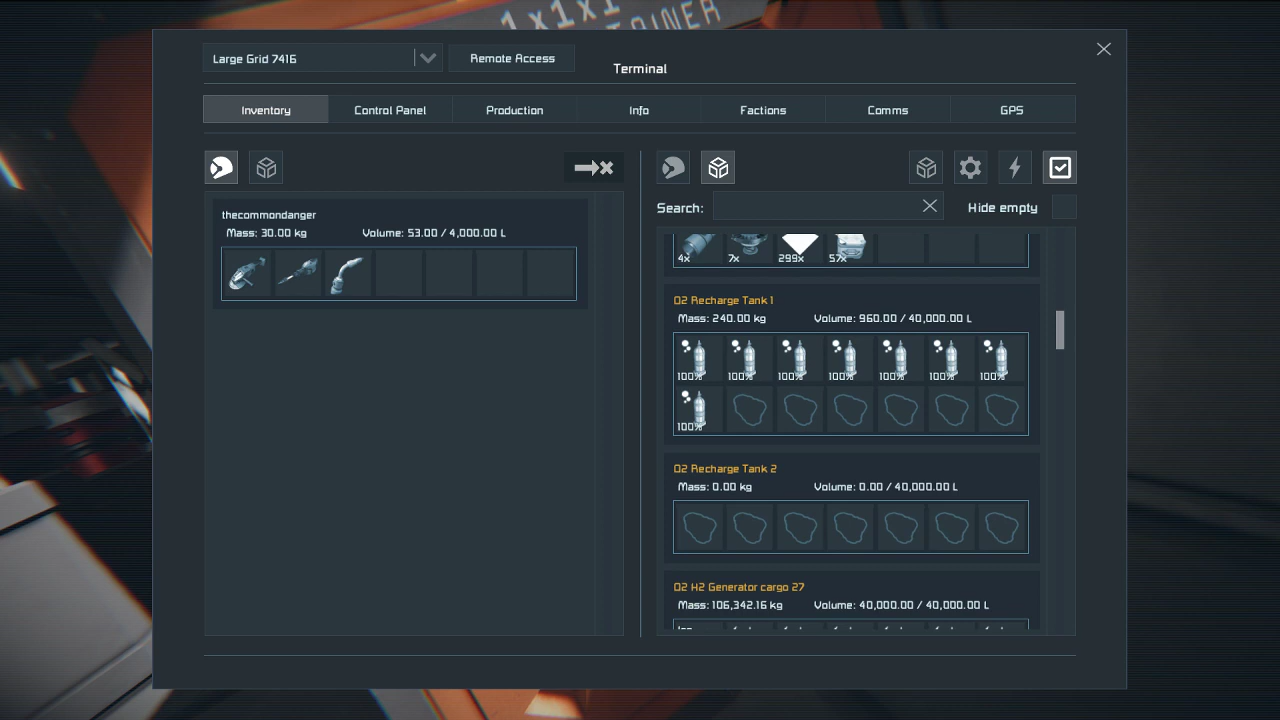 1x1x1
Large Grid 7416
Remote Access
Terminal
Inventory
Control Panel
Production
Info
Factions
Comms
GPS
Search:
Hide empty
thecommondanger
Mass: 30.00 kg
Volume: 53.00 / 4,000.00 L
4x
7x
299x
57x
O2 Recharge Tank 1
Mass: 240.00 kg
Volume: 960.00 / 40,000.00 L
100% 100% 100% 100% 100% 100% 100%
100%
O2 Recharge Tank 2
Mass: 0.00 kg
Volume: 0.00 / 40,000.00 L
O2 H2 Generator cargo 27
Mass: 106,342.16 kg
Volume: 40,000.00 / 40,000.00 L